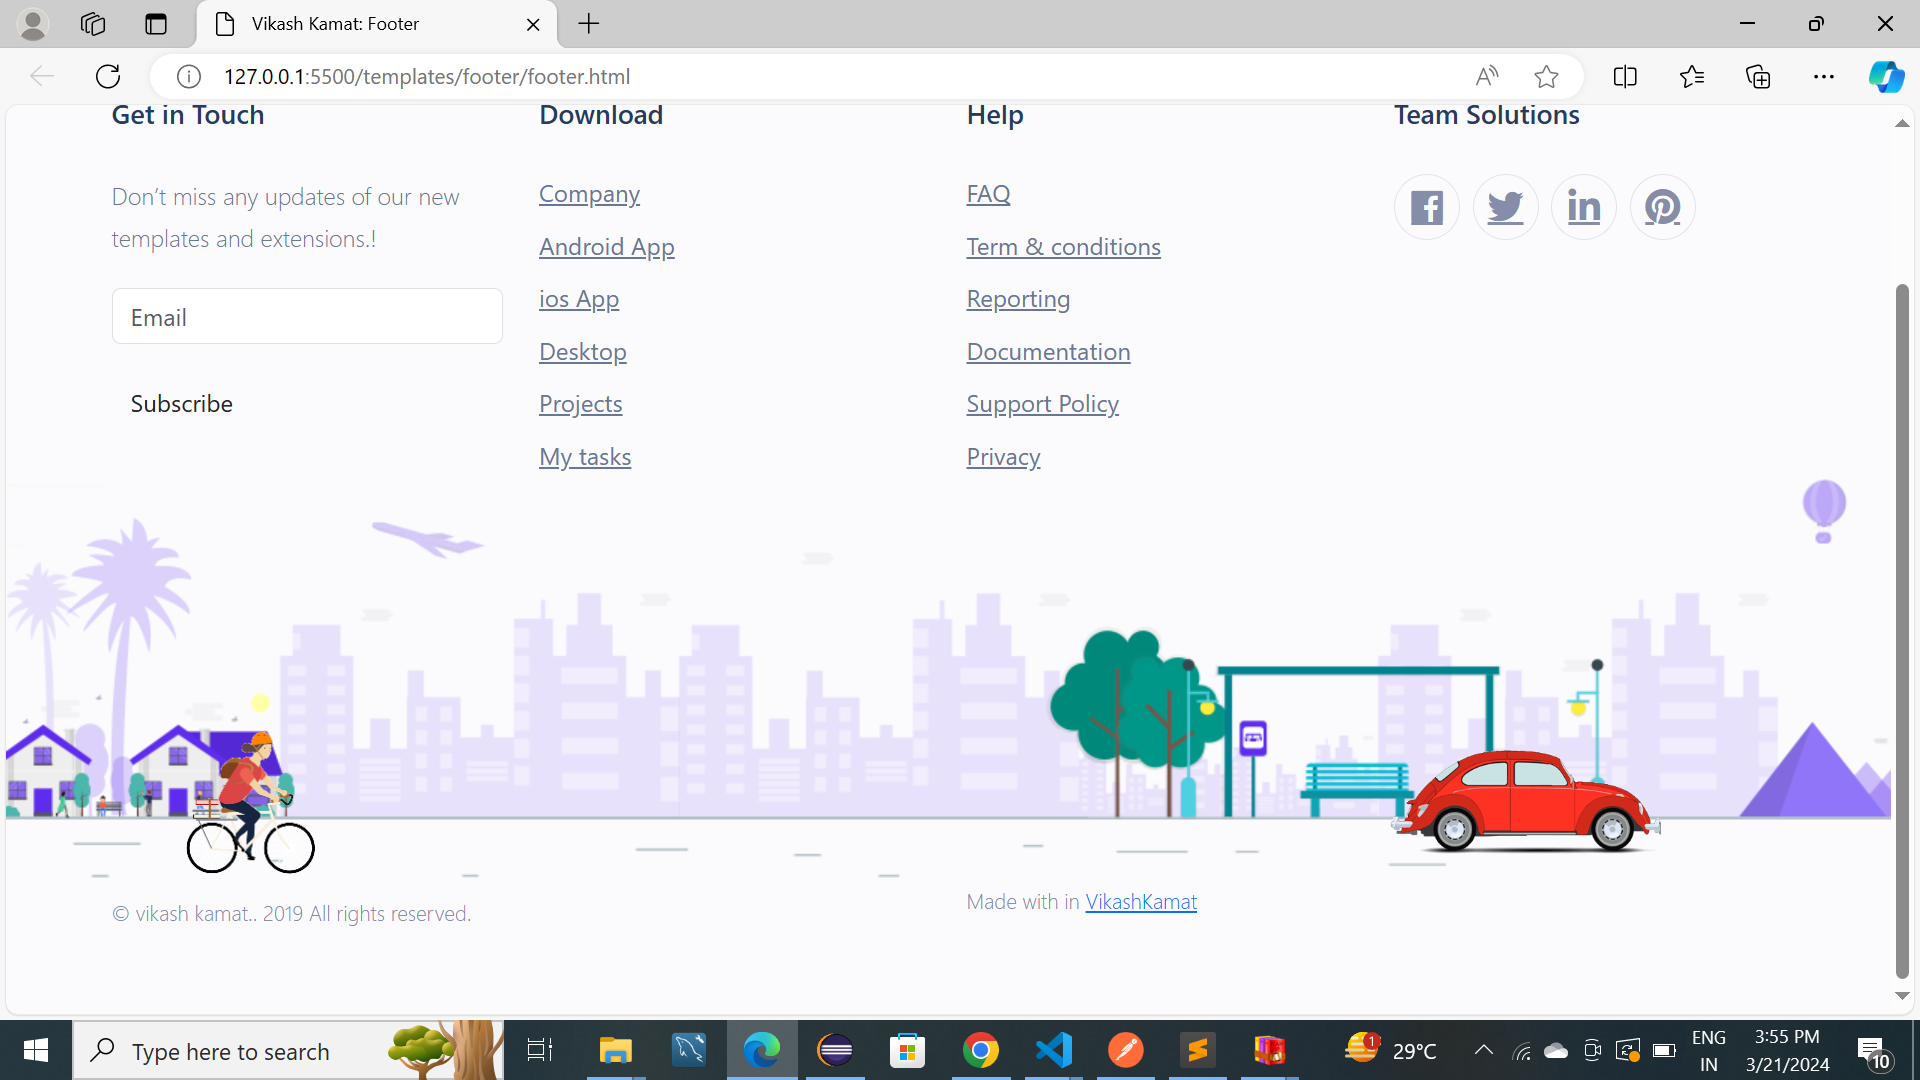 Vikash Kamat: Footer
127.0.0.1:5500/templates/footer/footer.html
Get in Touch
Don’t miss any updates of our new
templates and extensions.!
Email
Subscribe
Download
Company
Android App
ios App
Desktop
Projects
My tasks
Help
FAQ
Term & conditions
Reporting
Documentation
Support Policy
Privacy
Team Solutions
© vikash kamat.. 2019 All rights reserved.
Made with in VikashKamat
Type here to search
1
29°C
ENG
IN
3:55 PM
3/21/2024
10